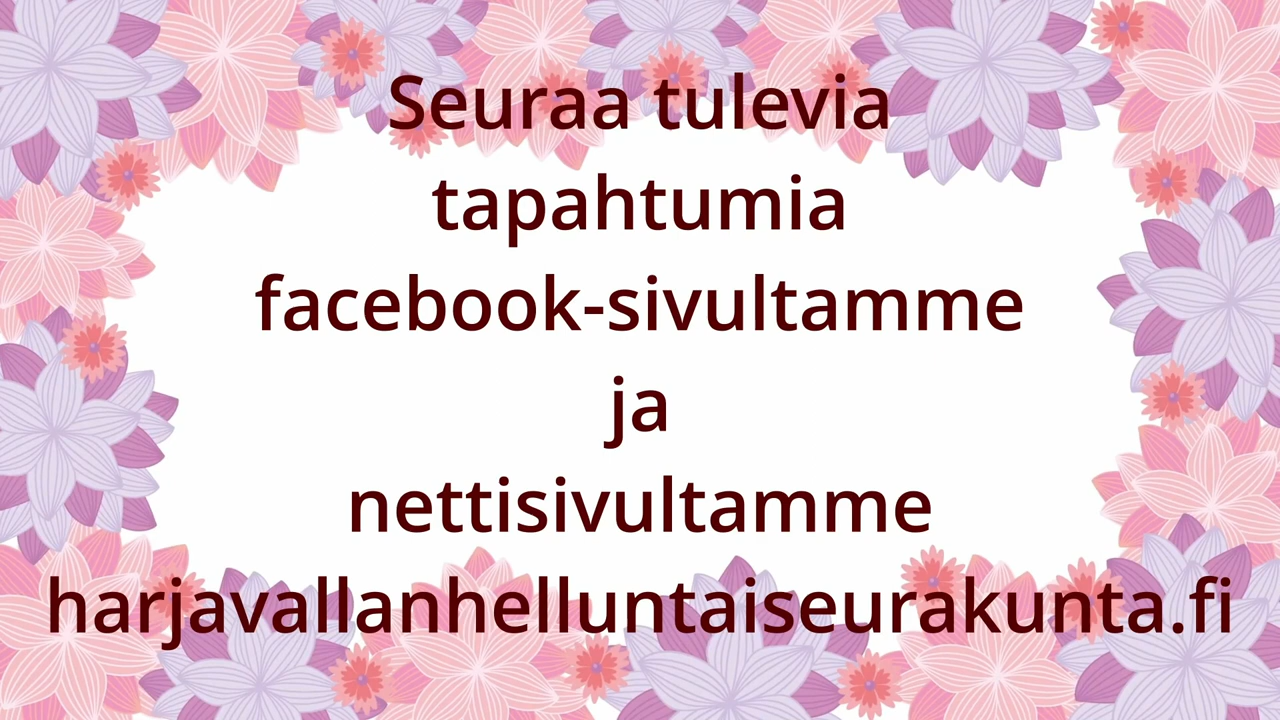 Seuraa tulevia
tapahtumia
facebook-sivultamme
ja
nettisivultamme
harjavallanhelluntaiseurakunta.fi